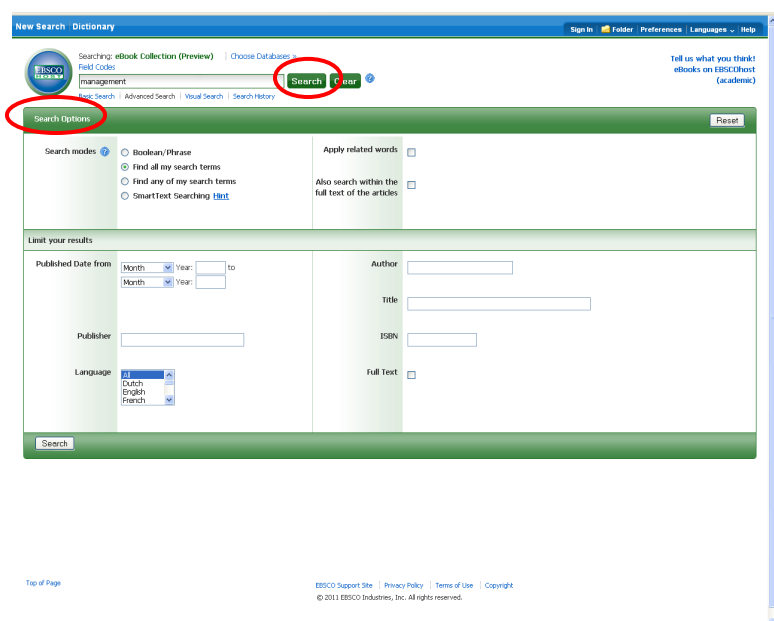 New Search Dictionary
Sign In Folder Preferences Languages Help
Searching: eBook Collection (Preview) Choose Databases »
Field Codes
management Search Clear
Basic Search Advanced Search Visual Search Search History
EBSCO
HOST
Tell us what you think!
eBooks on EBSCOhost
(academic)
Search Options
Reset
Search modes
Boolean/Phrase
Find all my search terms
Find any of my search terms
SmartText Searching Hint
Apply related words
Also search within the
full text of the articles
Limit your results
Published Date from
Month Year: to
Month Year:
Publisher
Language
All
Dutch
English
French
Author
Title
ISBN
Full Text
Search
Top of Page
EBSCO Support Site Privacy Policy Terms of Use Copyright
© 2011 EBSCO Industries, Inc. All rights reserved.